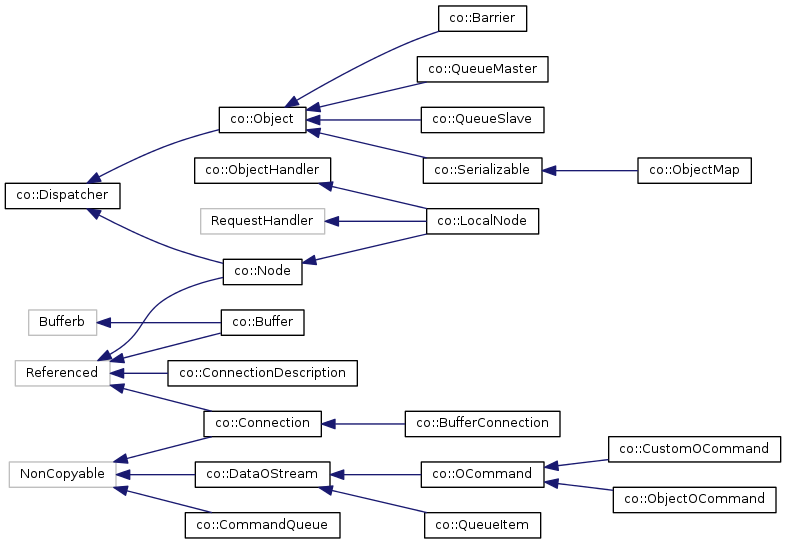 co::Barrier
co::QueueMaster
co::Object
co::QueueSlave
co::Serializable
co::ObjectMap
co::ObjectHandler
co::Dispatcher
RequestHandler
co::LocalNode
co::Node
Bufferb
co::Buffer
Referenced
co::ConnectionDescription
co::Connection
co::BufferConnection
co::CustomOCommand
NonCopyable
co::DataOStream
co::OCommand
co::ObjectOCommand
co::CommandQueue
co::QueueItem